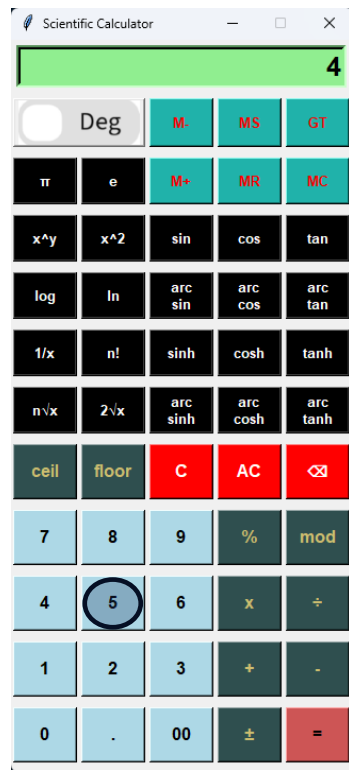 Scientific Calculator
4
Deg M- MS GT
π e M+ MR MC
x^y x^2 sin cos tan
log ln arc sin arc cos arc tan
1/x n! sinh cosh tanh
n√x 2√x arc sinh arc cosh arc tanh
ceil floor C AC ⌫
7 8 9 % mod
4 5 6 x ÷
1 2 3 + -
0 . 00 ± =